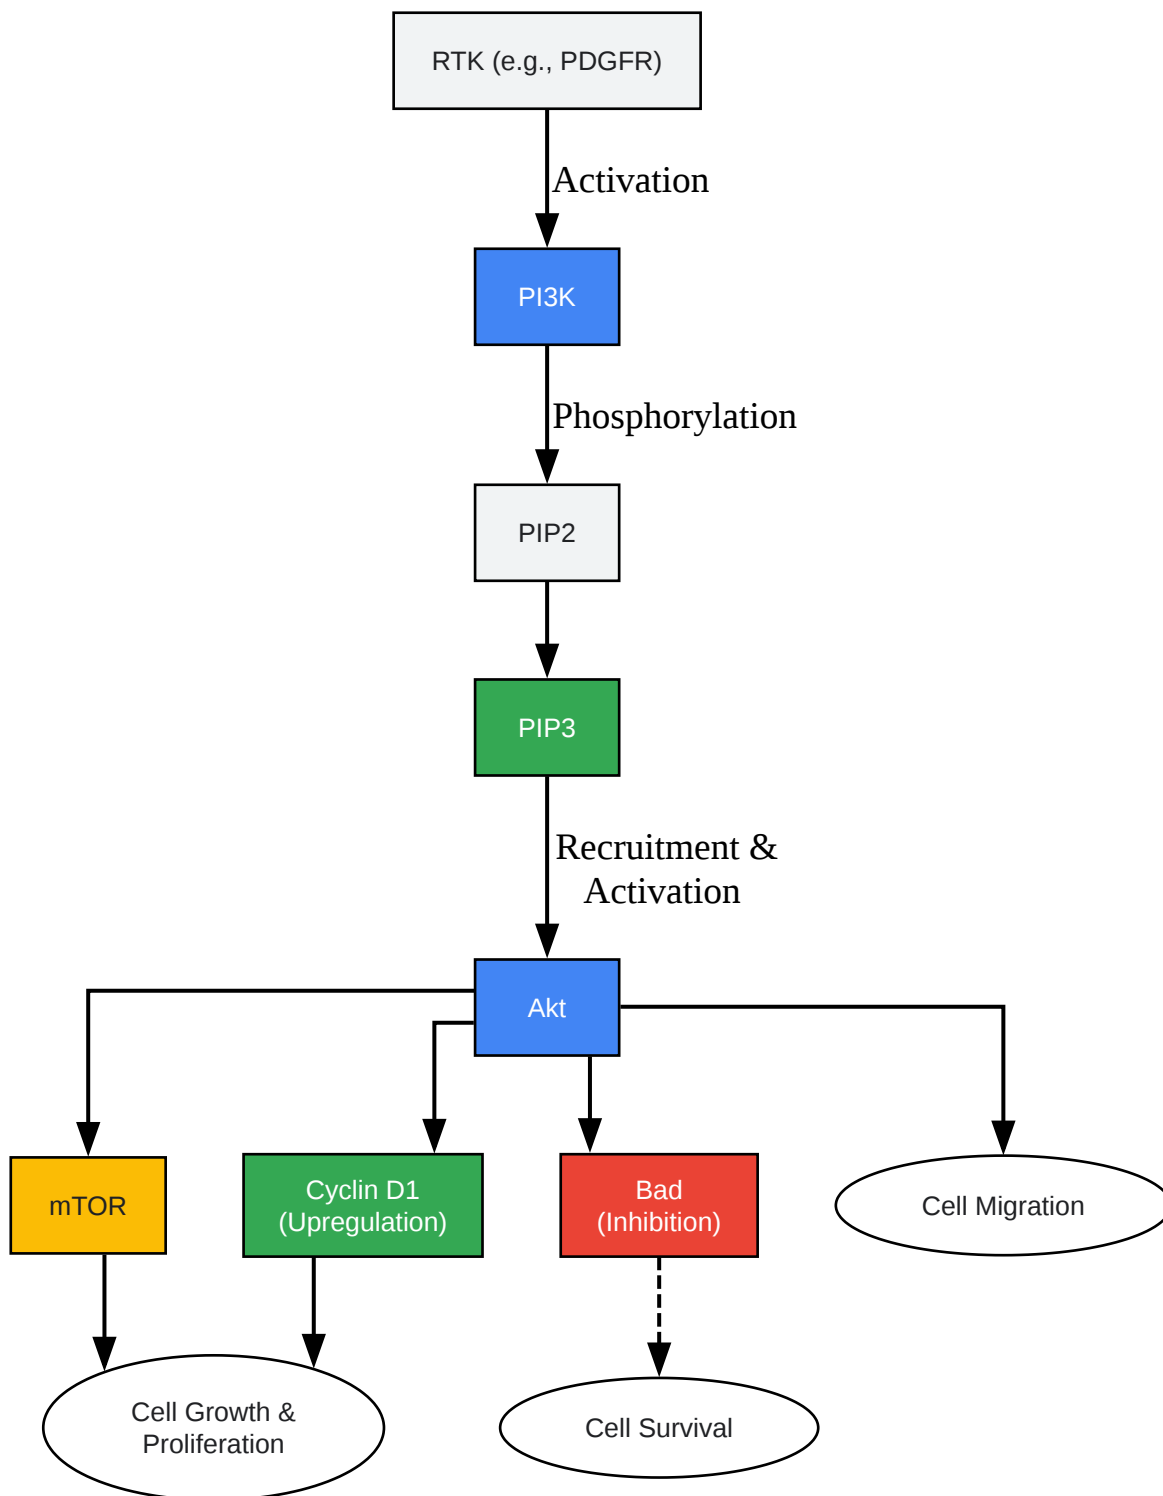 RTK (e.g., PDGFR)
Activation
PI3K
Phosphorylation
PIP2
PIP3
Recruitment &
Activation
Akt
mTOR
Cyclin D1
(Upregulation)
Bad
(Inhibition)
Cell Migration
Cell Growth &
Proliferation
Cell Survival